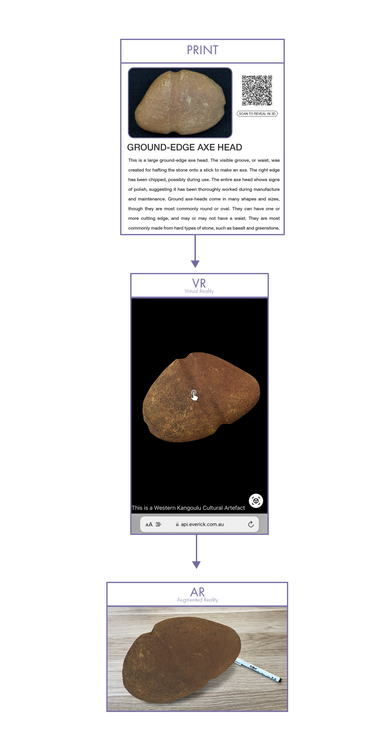 PRINT
SCAN TO REVEAL IN 3D
GROUND-EDGE AXE HEAD
This is a large ground-edge axe head. The visible groove, or waist, was
created for hafting the stone onto a stick to make an axe. The right edge
has been chipped, possibly during use. The entire axe head shows signs
of polish, suggesting it has been thoroughly worked during manufacture
and maintenance. Ground axe-heads come in many shapes and sizes,
though they are most commonly round or oval. They can have one or
more cutting edge, and may or may not have a waist. They are most
commonly made from hard types of stone, such as basalt and greenstone.
VR
Virtual Reality
This is a Western Kangoulu Cultural Artefact
AA api.everick.com.au
AR
Augmented Reality